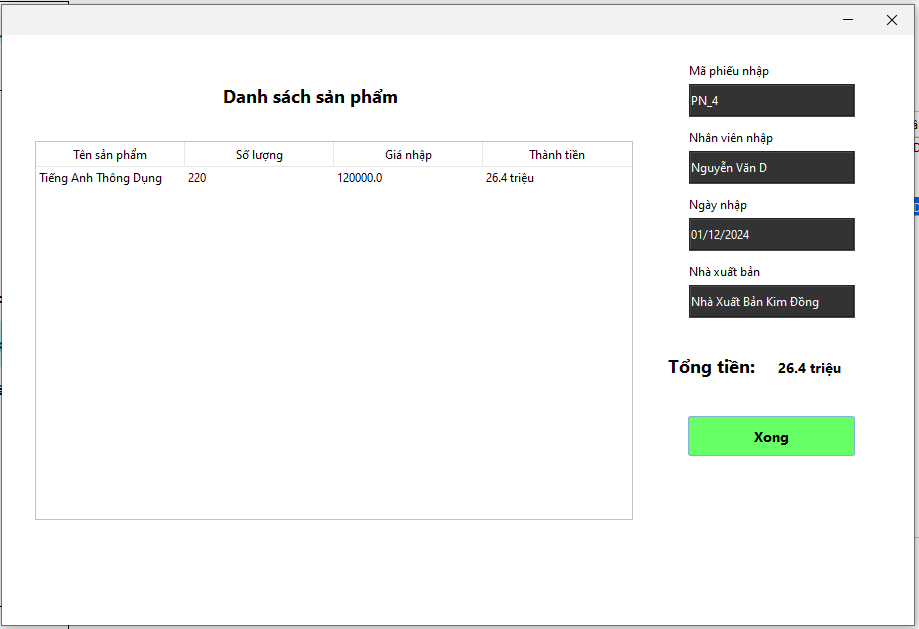 Danh sách sản phẩm
Tên sản phẩm Số lượng Giá nhập Thành tiền
Tiếng Anh Thông Dụng 220 120000.0 26.4 triệu
Mã phiếu nhập
PN_4
Nhân viên nhập
Nguyễn Văn D
Ngày nhập
01/12/2024
Nhà xuất bản
Nhà Xuất Bản Kim Đồng
Tổng tiền: 26.4 triệu
Xong